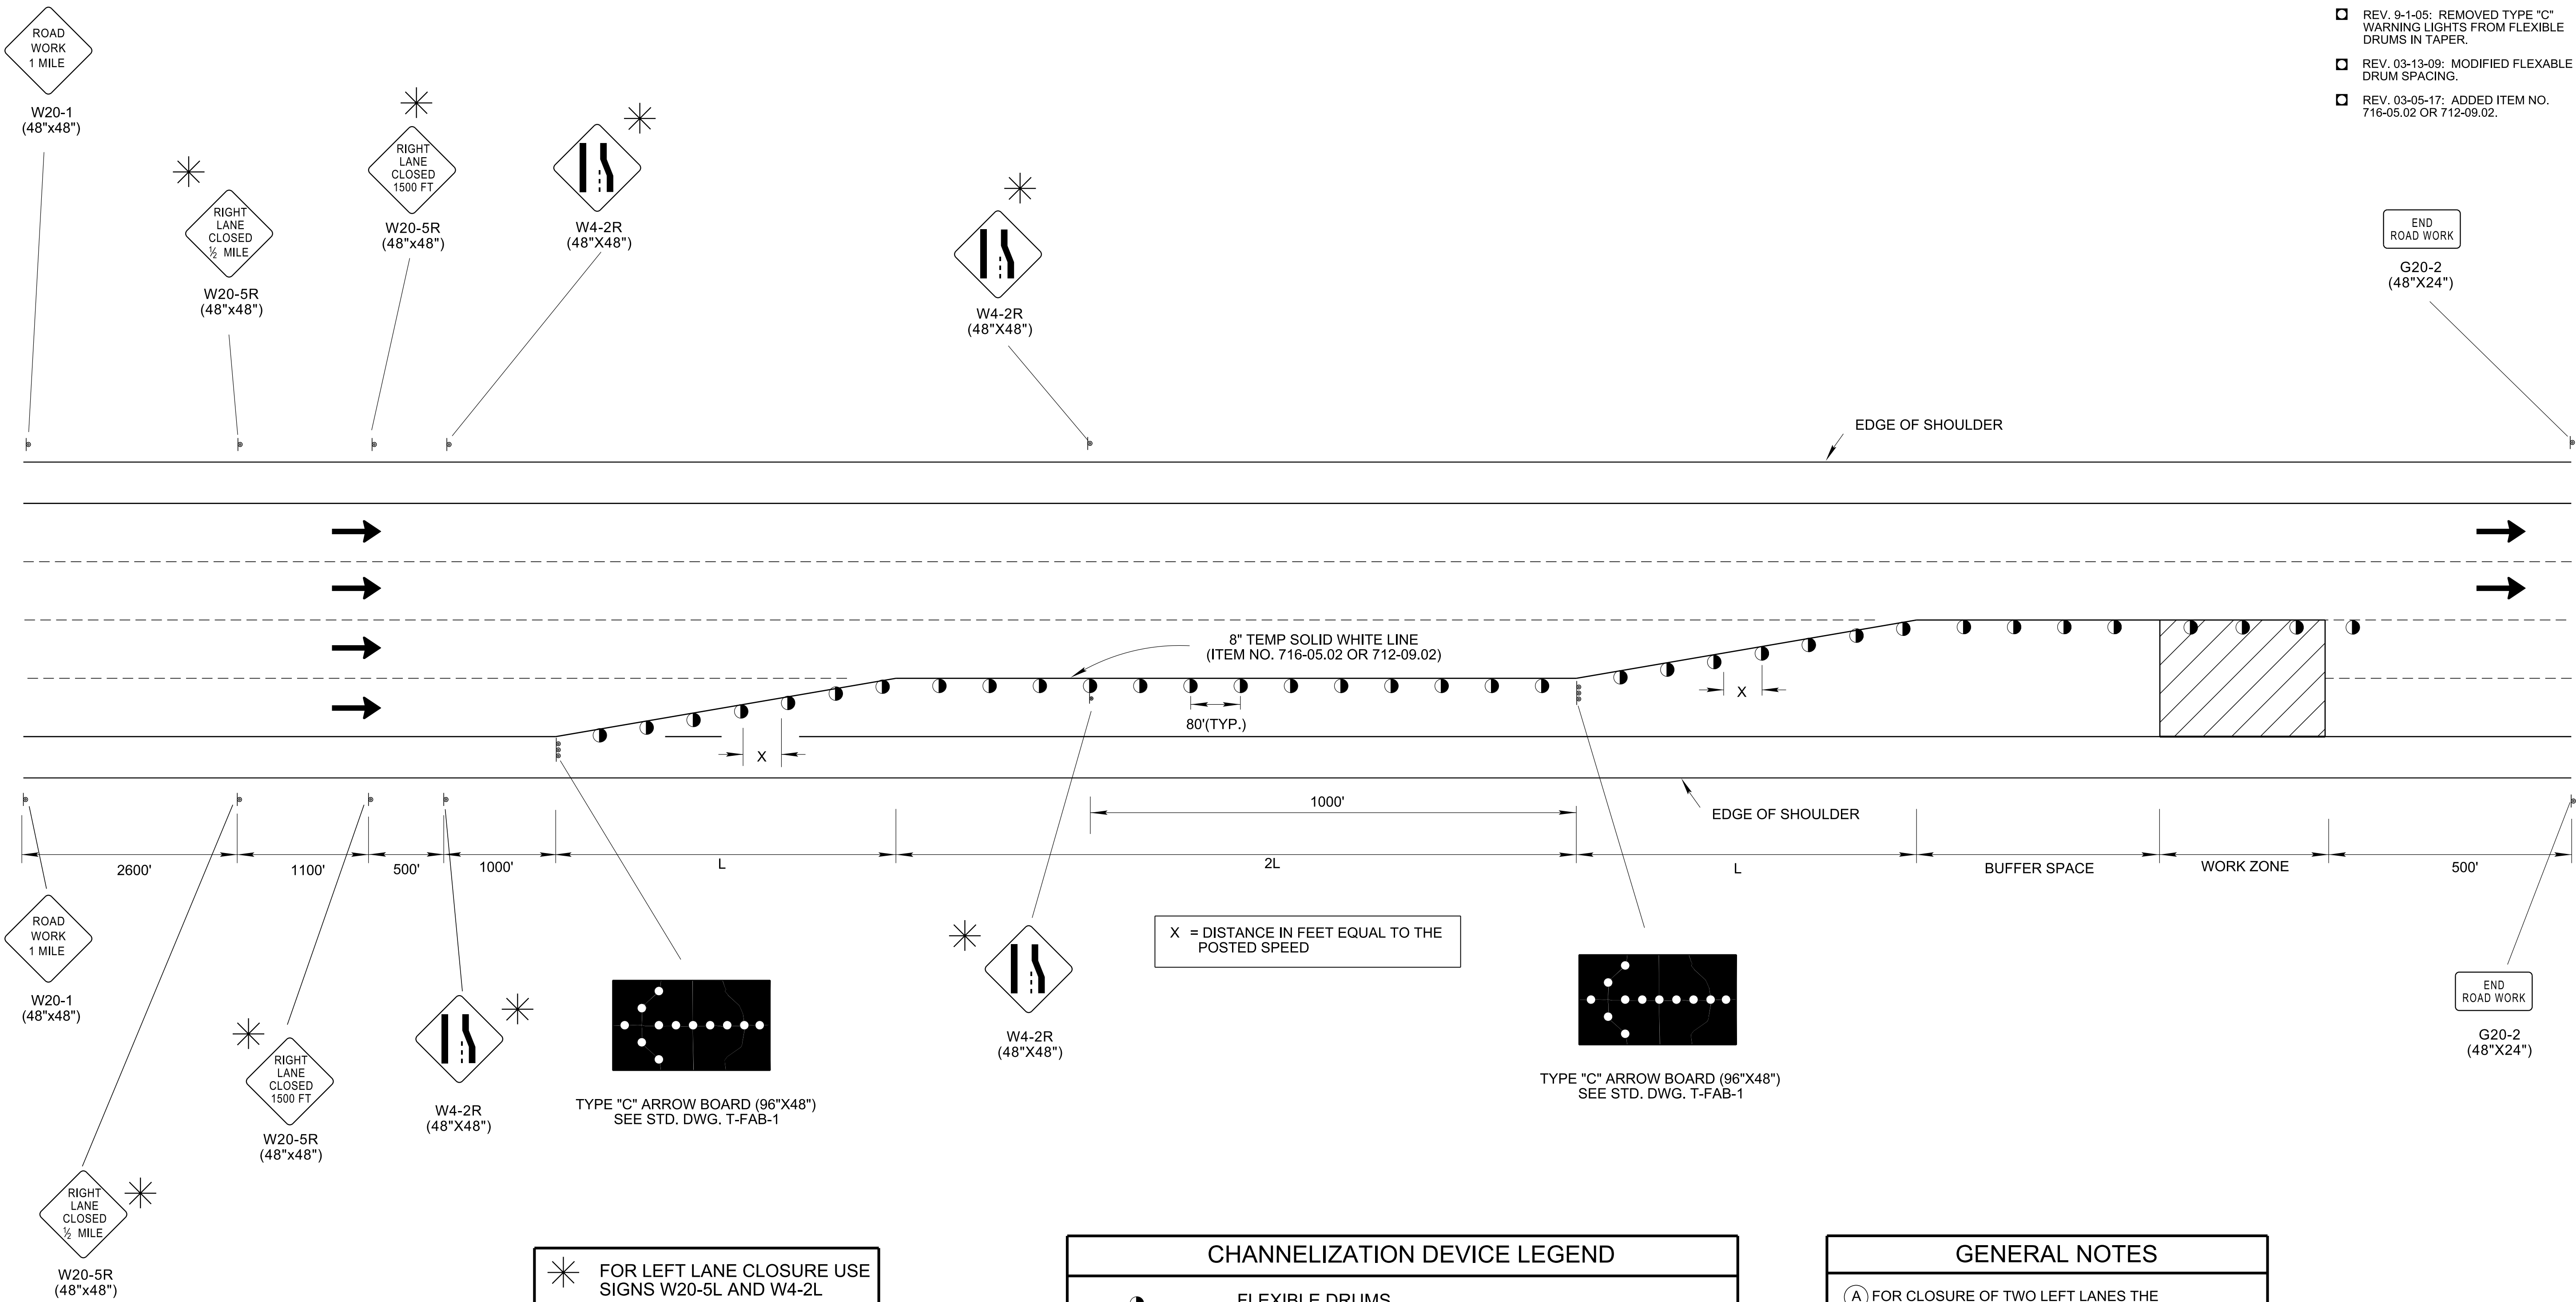 REV. 9-1-05: REMOVED TYPE "C"
WARNING LIGHTS FROM FLEXIBLE
DRUMS IN TAPER.
REV. 03-13-09: MODIFIED FLEXABLE
DRUM SPACING.
REV. 03-05-17: ADDED ITEM NO.
716-05.02 OR 712-09.02.
ROAD
WORK
1 MILE
W20-1
(48"x48")
RIGHT
LANE
CLOSED
½ MILE
W20-5R
(48"x48")
RIGHT
LANE
CLOSED
1500 FT
W20-5R
(48"x48")
W4-2R
(48"X48")
W4-2R
(48"X48")
END
ROAD WORK
G20-2
(48"X24")
EDGE OF SHOULDER
8" TEMP SOLID WHITE LINE
(ITEM NO. 716-05.02 OR 712-09.02)
80'(TYP.)
X
X
1000'
EDGE OF SHOULDER
2600'
1100'
500'
1000'
L
2L
L
BUFFER SPACE
WORK ZONE
500'
ROAD
WORK
1 MILE
W20-1
(48"x48")
RIGHT
LANE
CLOSED
½ MILE
W20-5R
(48"x48")
RIGHT
LANE
CLOSED
1500 FT
W20-5R
(48"x48")
W4-2R
(48"X48")
TYPE "C" ARROW BOARD (96"X48")
SEE STD. DWG. T-FAB-1
W4-2R
(48"X48")
X = DISTANCE IN FEET EQUAL TO THE
POSTED SPEED
TYPE "C" ARROW BOARD (96"X48")
SEE STD. DWG. T-FAB-1
END
ROAD WORK
G20-2
(48"X24")
FOR LEFT LANE CLOSURE USE
SIGNS W20-5L AND W4-2L
CHANNELIZATION DEVICE LEGEND
FLEXIBLE DRUMS
GENERAL NOTES
A FOR CLOSURE OF TWO LEFT LANES THE